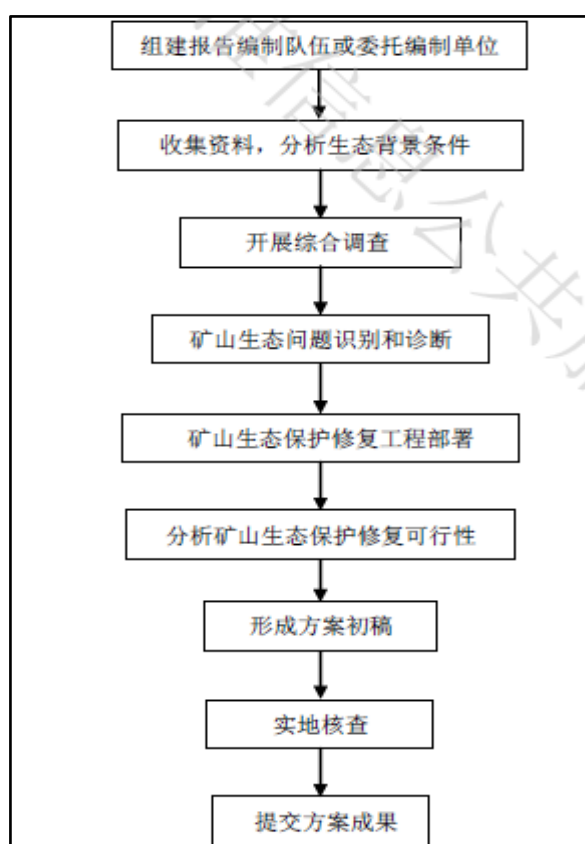 组建报告编制队伍或委托编制单位
收集资料，分析生态背景条件
开展综合调查
矿山生态问题识别和诊断
矿山生态保护修复工程部署
分析矿山生态保护修复可行性
形成方案初稿
实地核查
提交方案成果
信息公共